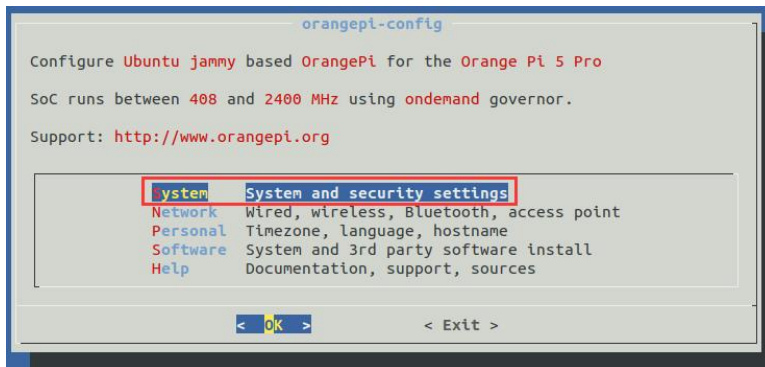 orangepi-config
Configure Ubuntu jammy based OrangePi for the Orange Pi 5 Pro
SoC runs between 408 and 2400 MHz using ondemand governor.
Support: http://www.orangepi.org
System System and security settings
Network Wired, wireless, Bluetooth, access point
Personal Timezone, language, hostname
Software System and 3rd party software install
Help Documentation, support, sources
< OK > < Exit >